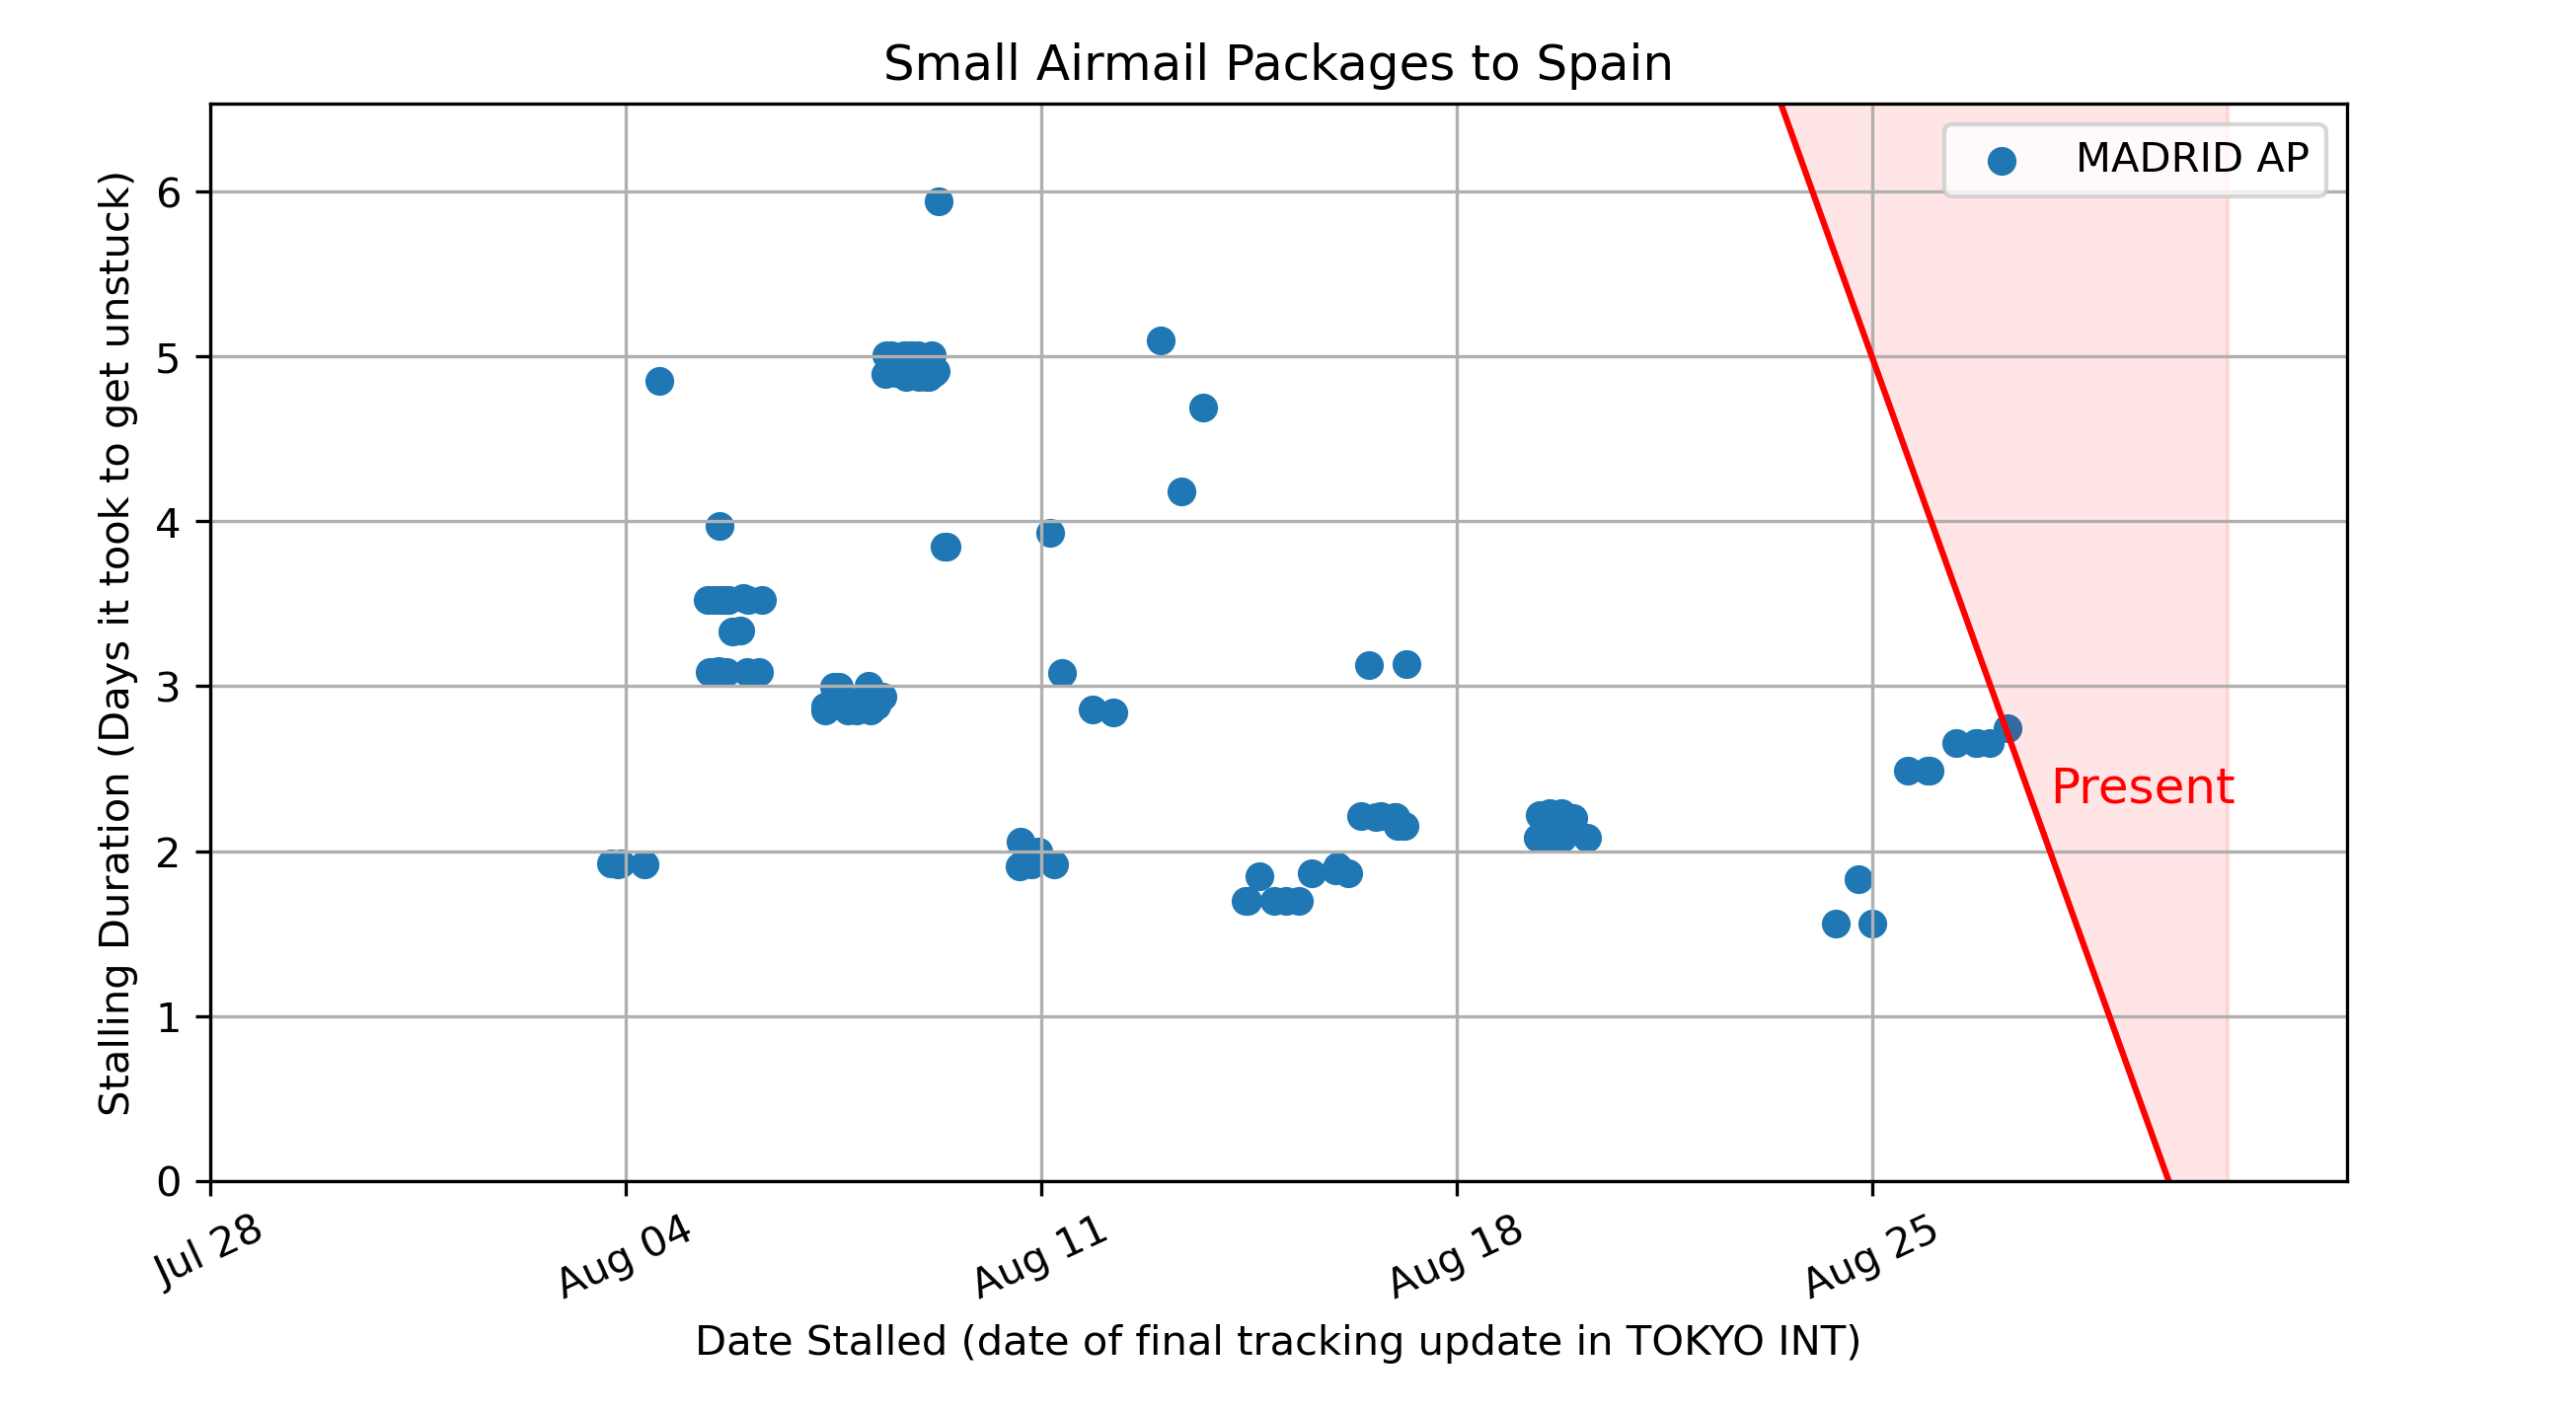 Small Airmail Packages to Spain
MADRID AP
Stalling Duration (Days it took to get unstuck)
6
5
4
3
2
1
0
Present
Jul 28
Aug 04
Aug 11
Aug 18
Aug 25
Date Stalled (date of final tracking update in TOKYO INT)